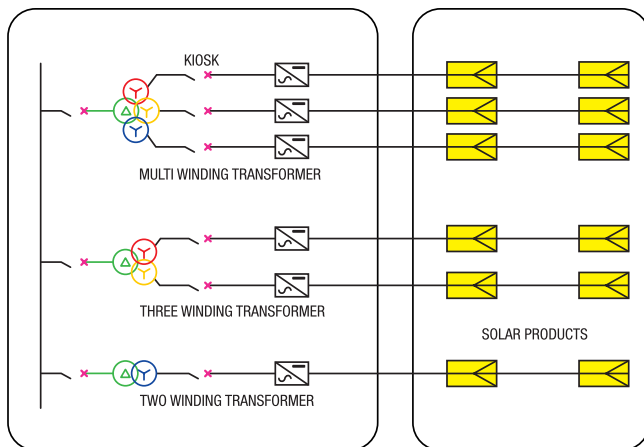 KIOSK
MULTI WINDING TRANSFORMER
THREE WINDING TRANSFORMER
SOLAR PRODUCTS
TWO WINDING TRANSFORMER